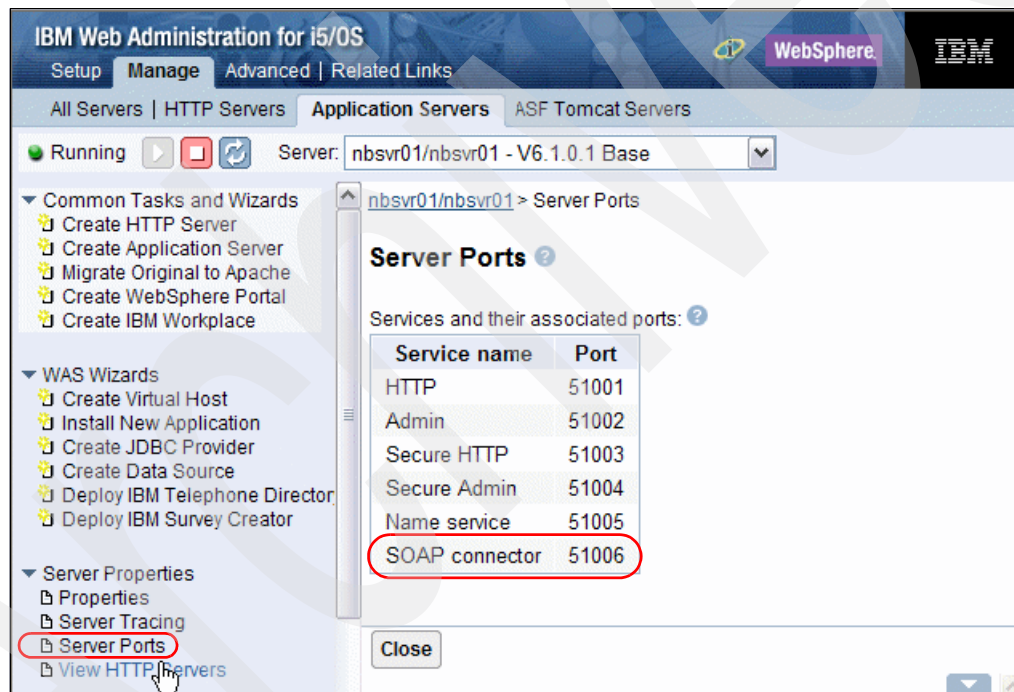 IBM Web Administration for i5/OS
WebSphere.
IBM
Setup Manage Advanced | Related Links
All Servers | HTTP Servers Application Servers ASF Tomcat Servers
Running Server: nbsvr01/nbsvr01 - V6.1.0.1 Base
Common Tasks and Wizards
Create HTTP Server
Create Application Server
Migrate Original to Apache
Create WebSphere Portal
Create IBM Workplace
WAS Wizards
Create Virtual Host
Install New Application
Create JDBC Provider
Create Data Source
Deploy IBM Telephone Director
Deploy IBM Survey Creator
Server Properties
Properties
Server Tracing
Server Ports
View HTTP Servers
nbsvr01/nbsvr01 > Server Ports
Server Ports
Services and their associated ports:
Service name Port
HTTP 51001
Admin 51002
Secure HTTP 51003
Secure Admin 51004
Name service 51005
SOAP connector 51006
Close